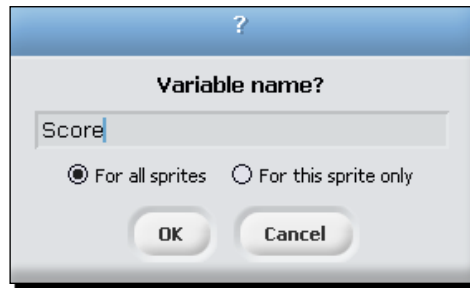 ?
Variable name?
Score
For all sprites For this sprite only
OK Cancel